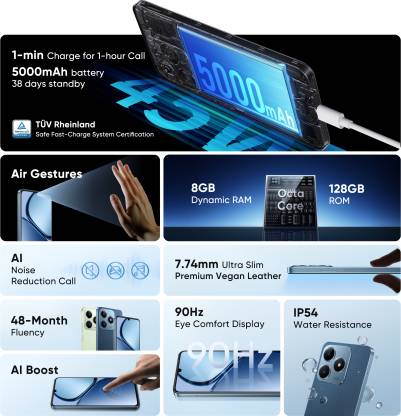 1-min Charge for 1-hour Call
5000mAh battery
38 days standby
5000mAh
45W
TÜV Rheinland
Safe Fast-Charge System Certification
Air Gestures
8GB
Dynamic RAM
Octa
Core
128GB
ROM
AI
Noise
Reduction Call
7.74mm Ultra Slim
Premium Vegan Leather
48-Month
Fluency
90Hz
Eye Comfort Display
90Hz
IP54
Water Resistance
AI Boost